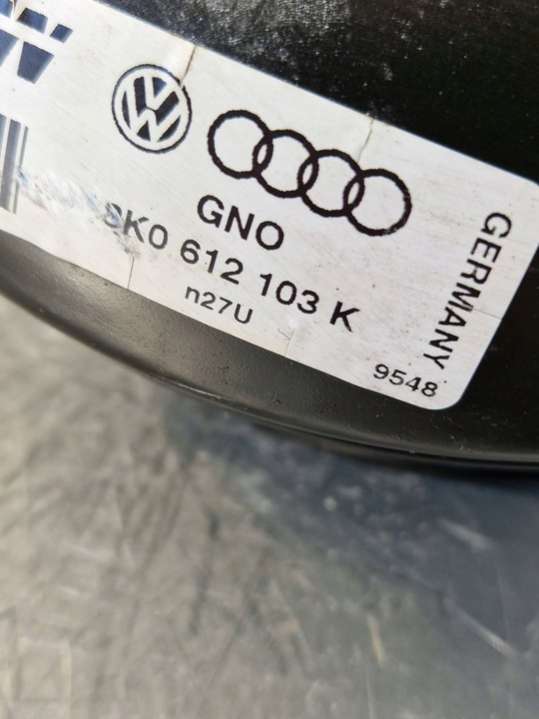 GNO
8K0 612 103 K
n27U
9548
GERMANY